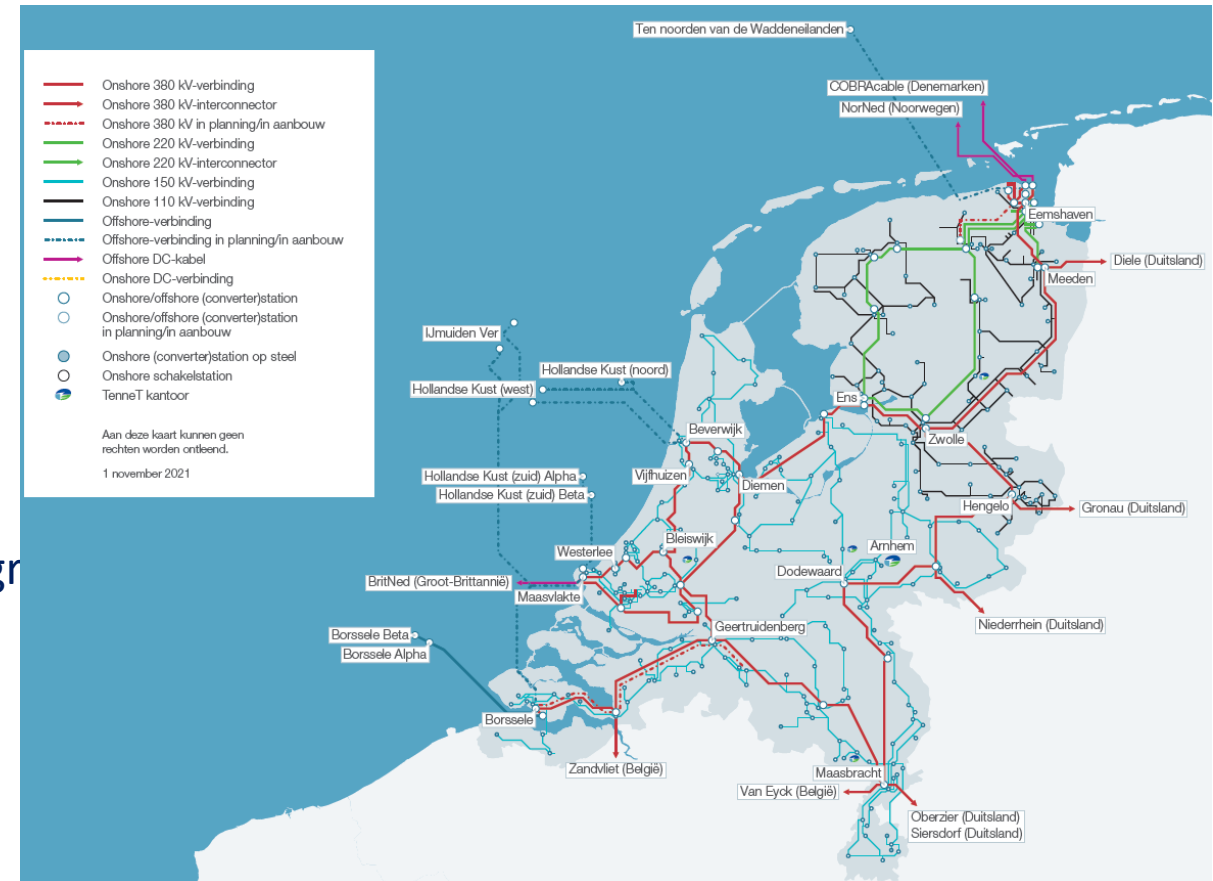 Ten noorden van de Waddeneilanden
COBRAcable (Denemarken)
NorNed (Noorwegen)
Onshore 380 kV-verbinding
Onshore 380 kV-interconnector
Onshore 380 kV in planning/in aanbouw
Onshore 220 kV-verbinding
Onshore 220 kV-interconnector
Onshore 150 kV-verbinding
Onshore 110 kV-verbinding
Offshore-verbinding
Offshore-verbinding in planning/in aanbouw
Offshore DC-kabel
Onshore DC-verbinding
Onshore/offshore (converter)station
Onshore/offshore (converter)station
in planning/in aanbouw
Onshore (converter)station op steel
Onshore schakelstation
TenneT kantoor
Aan deze kaart kunnen geen
rechten worden ontleend.
1 november 2021
Eemshaven
Diele (Duitsland)
Meeden
IJmuiden Ver
Hollandse Kust (noord)
Hollandse Kust (west)
Ens
Beverwijk
Zwolle
Vijfhuizen
Hollandse Kust (zuid) Alpha
Diemen
Hollandse Kust (zuid) Beta
Hengelo
Gronau (Duitsland)
Bleiswijk
Arnhem
Westerlee
gr
Dodewaard
BritNed (Groot-Brittannië)
Maasvlakte
Niederrhein (Duitsland)
Geertruidenberg
Borssele Beta
Borssele Alpha
Borssele
Zandvliet (België)
Maasbracht
Van Eyck (België)
Oberzier (Duitsland)
Siersdorf (Duitsland)